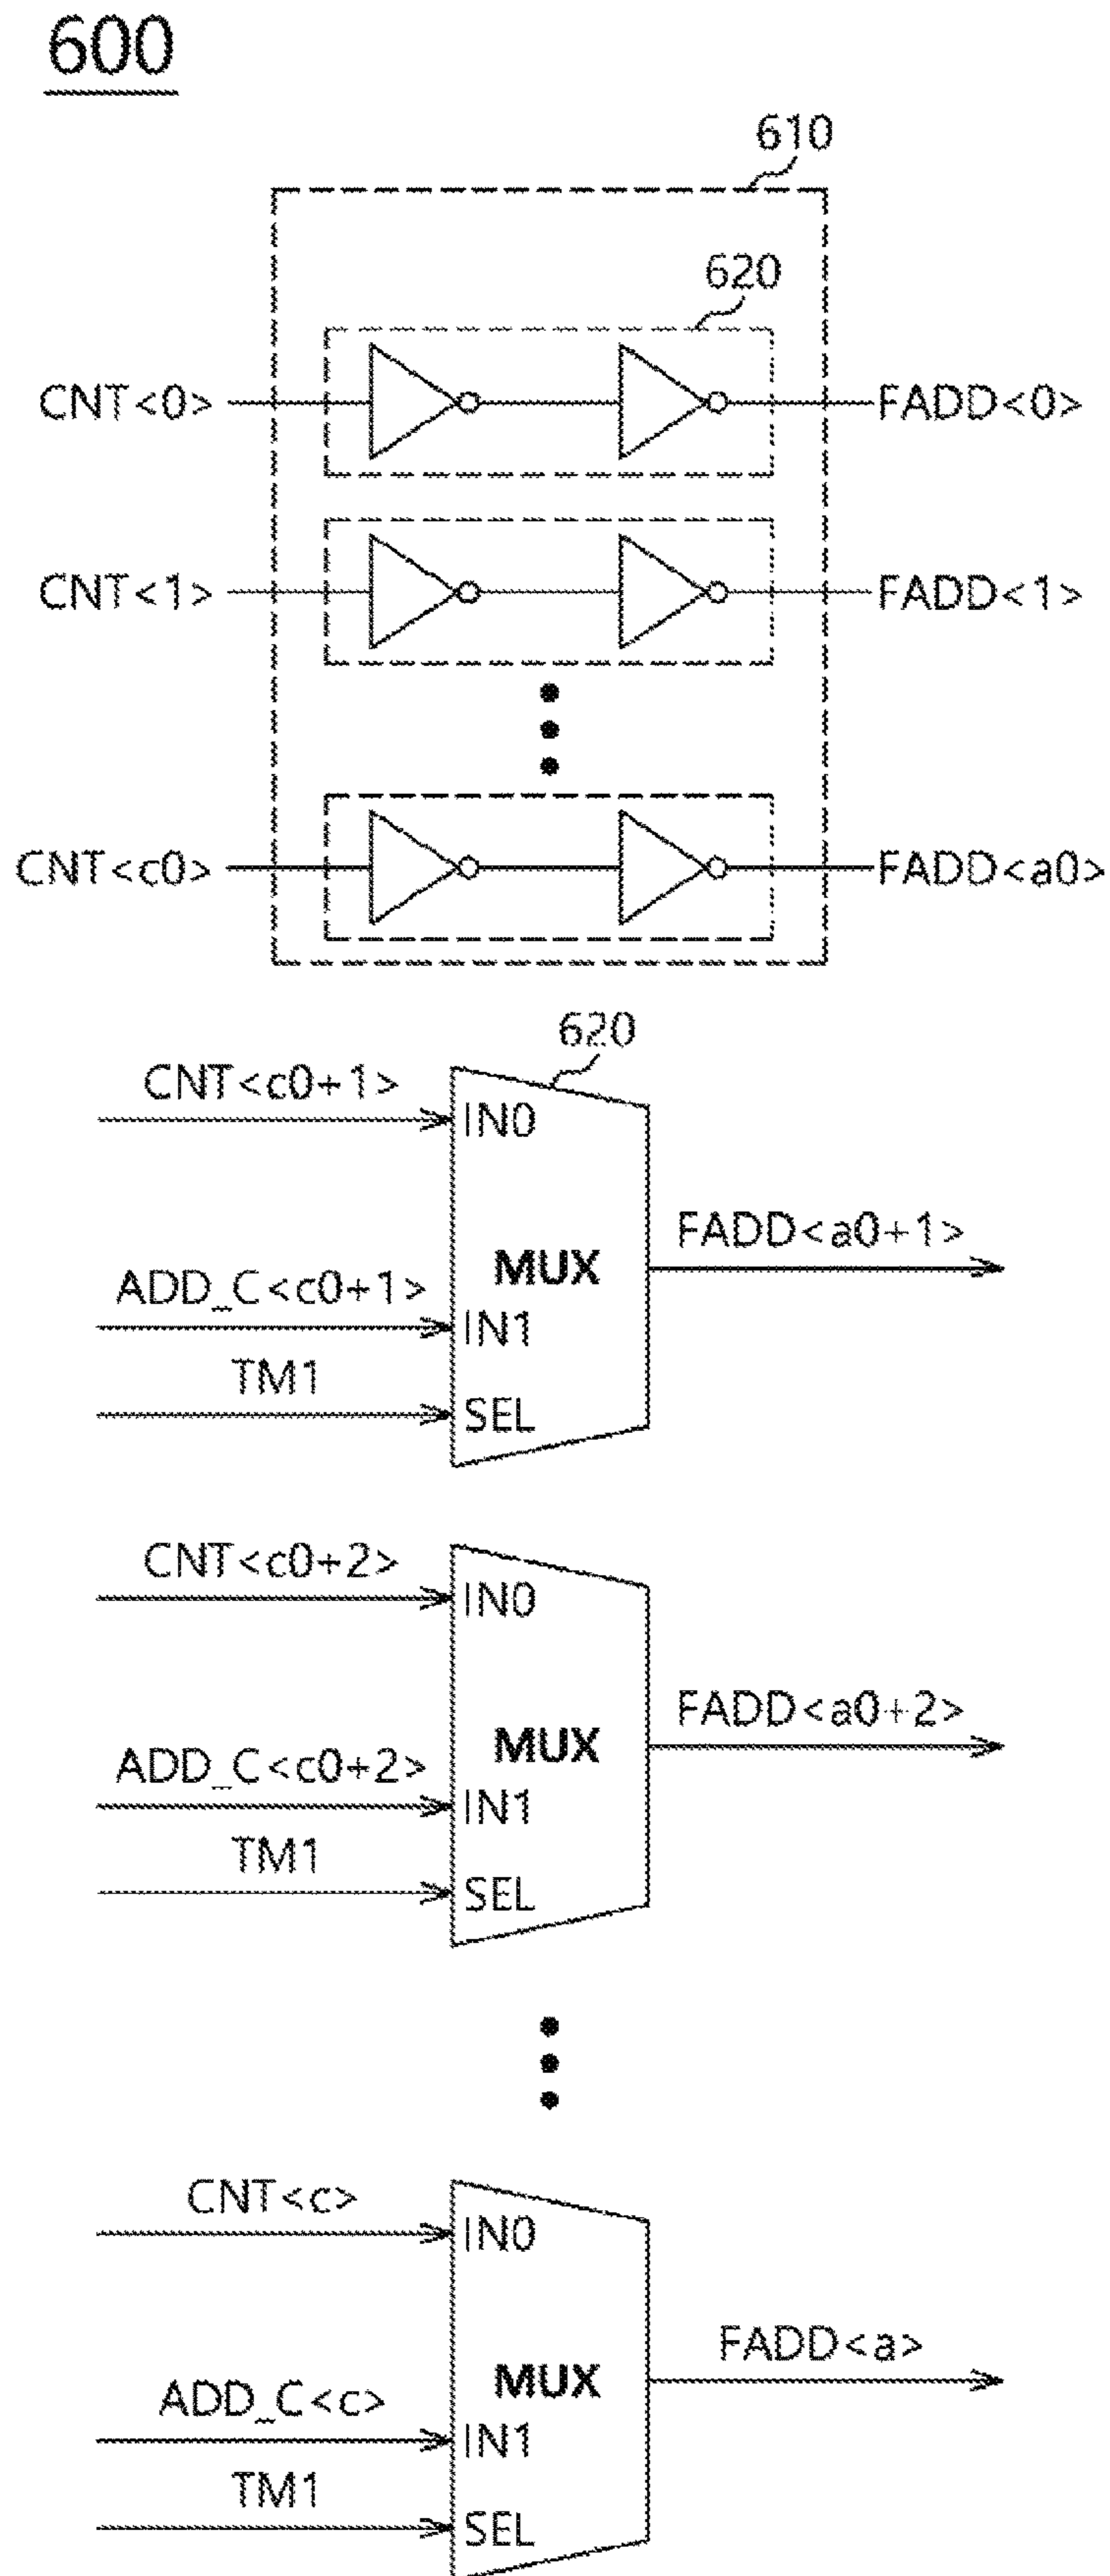 600
610
620
CNT<0> FADD<0>
CNT<1> FADD<1>
CNT<c0> FADD<a0>
620
CNT<c0+1>
IN0
FADD<a0+1>
MUX
ADD_C<c0+1>
IN1
TM1
SEL
CNT<c0+2>
IN0
FADD<a0+2>
MUX
ADD_C<c0+2>
IN1
TM1
SEL
CNT<c>
IN0
FADD<a>
MUX
ADD_C<c>
IN1
TM1
SEL